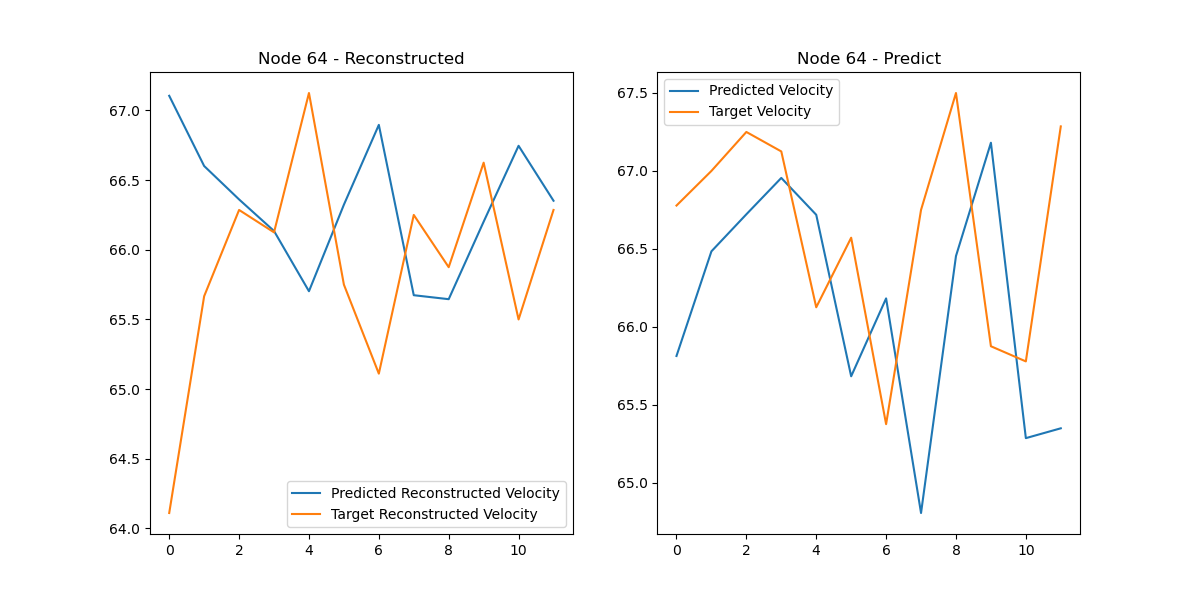 Node 64 - Reconstructed
67.0
66.5
66.0
65.5
65.0
64.5
64.0
0 2 4 6 8 10
Predicted Reconstructed Velocity
Target Reconstructed Velocity
Node 64 - Predict
67.5
67.0
66.5
66.0
65.5
65.0
0 2 4 6 8 10
Predicted Velocity
Target Velocity